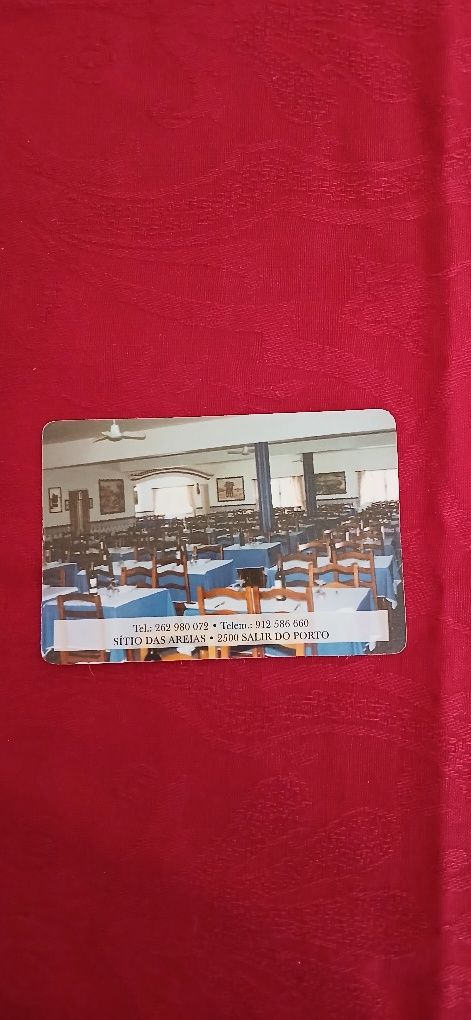 Tel.: 262 980 072 • Telem.: 912 586 660
SÍTIO DAS AREIAS • 2500 SALIR DO PORTO